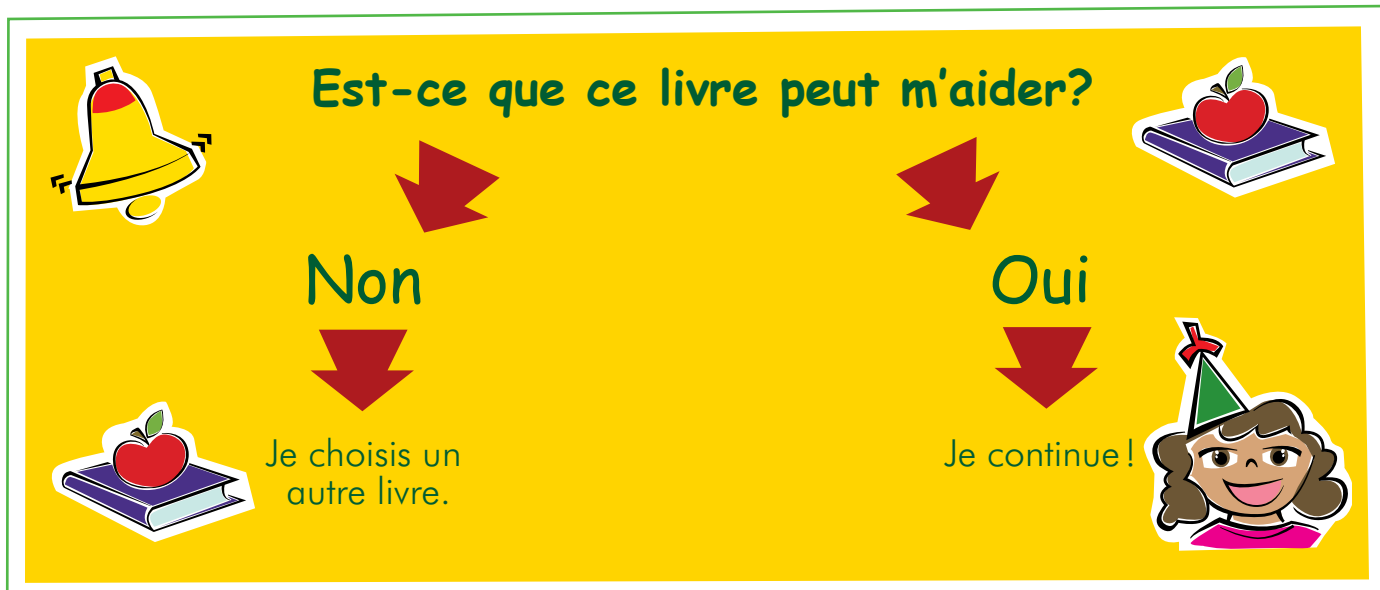 Est-ce que ce livre peut m'aider?
Non
Oui
Je choisis un
autre livre.
Je continue!